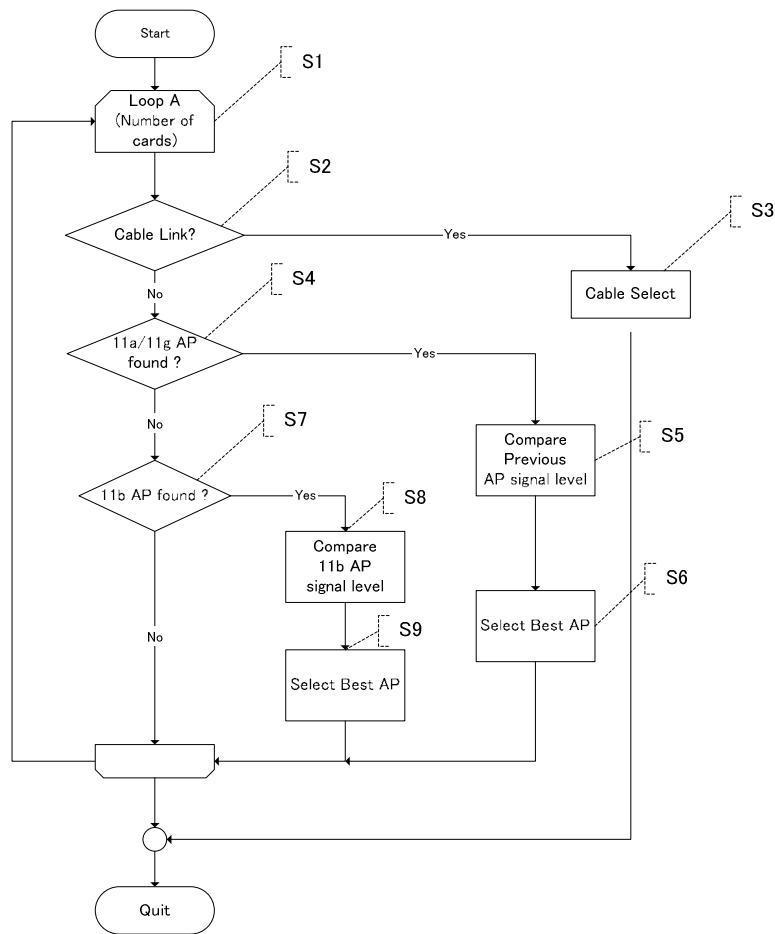 Start
S1
Loop A
(Number of
cards)
S2
Cable Link?
Yes
S3
Cable Select
No
S4
11a/11g AP
found ?
Yes
No
S5
Compare
Previous
AP signal level
S7
11b AP found ?
Yes
S8
Compare
11b AP
signal level
S6
Select Best AP
No
S9
Select Best AP
Quit